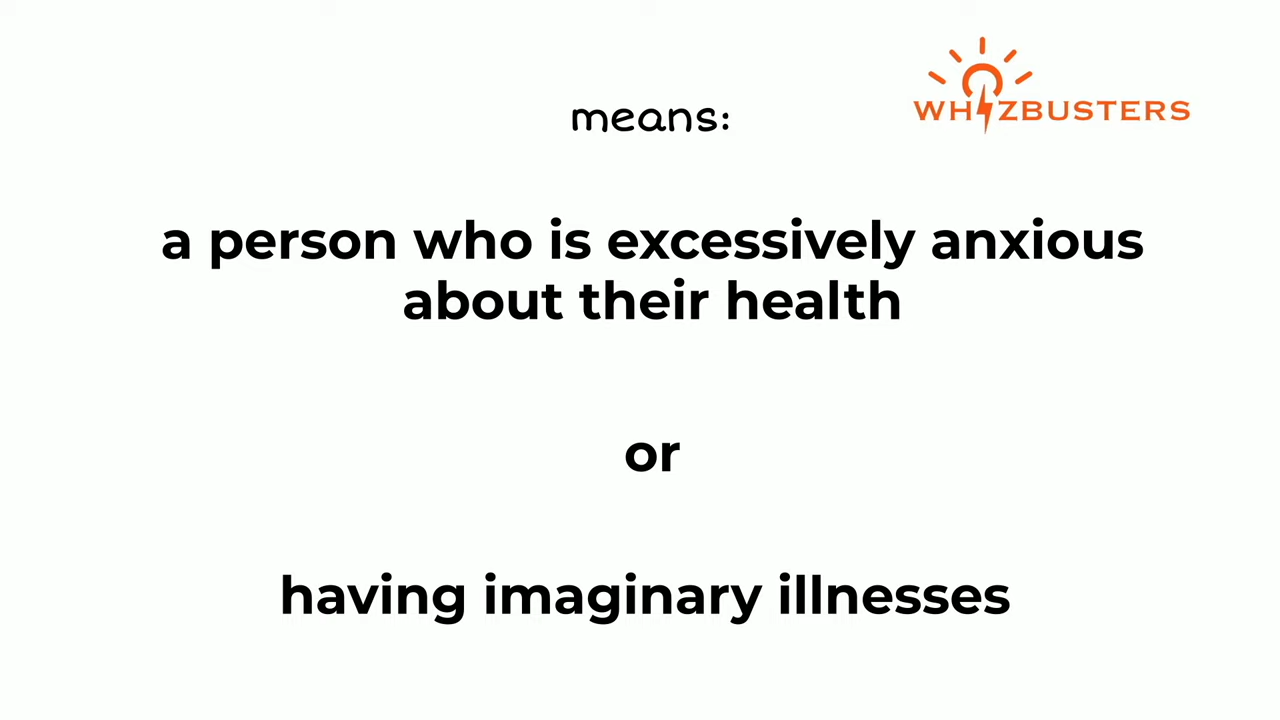 means:
WHIZBUSTERS
a person who is excessively anxious
about their health
or
having imaginary illnesses